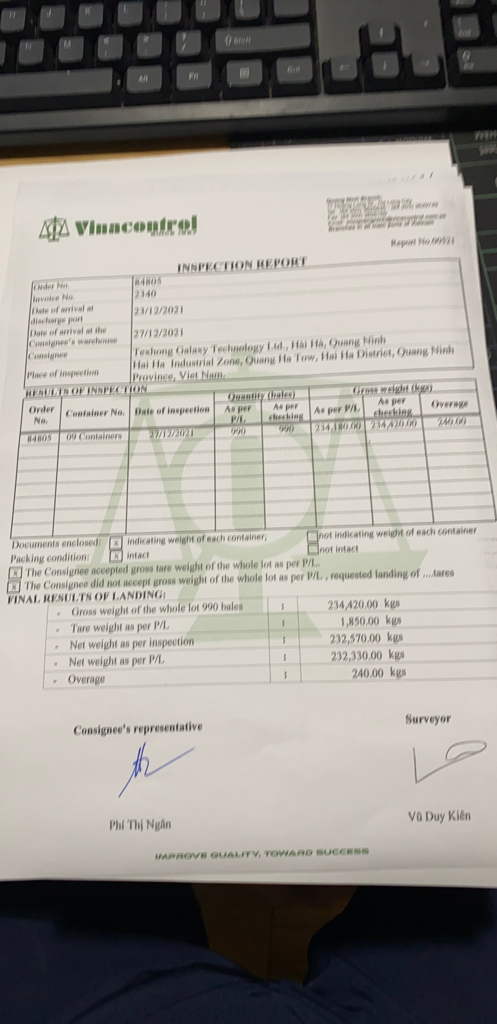 Vinacontrol
Report No.00921
INSPECTION REPORT
Order No. 84805
Invoice No. 2340
Date of arrival at discharge port 23/12/2021
Date of arrival at the Consignee's warehouse 27/12/2021
Consignee Texhong Galaxy Technology Ltd., Hải Hà, Quang Ninh
Place of inspection Hai Ha Industrial Zone, Quang Ha Tow, Hai Ha District, Quang Ninh
Province, Viet Nam.
RESULTS OF INSPECTION
Quantity (bales) Gross weight (kgs)
Order No. Container No. Date of inspection As per P/L As per checking As per P/L As per checking Overage
84805 09 Containers 27/12/2021 990 990 234,180.00 234,420.00 240.00
Documents enclosed: x indicating weight of each container; not indicating weight of each container
Packing condition: x intact not intact
x The Consignee accepted gross tare weight of the whole lot as per P/L.
x The Consignee did not accept gross weight of the whole lot as per P/L , requested landing of ....tares
FINAL RESULTS OF LANDING:
- Gross weight of the whole lot 990 bales : 234,420.00 kgs
- Tare weight as per P/L : 1,850.00 kgs
- Net weight as per inspection : 232,570.00 kgs
- Net weight as per P/L : 232,330.00 kgs
- Overage : 240.00 kgs
Consignee's representative Surveyor
Phí Thị Ngân Vũ Duy Kiên
IMPROVE QUALITY, TOWARD SUCCESS